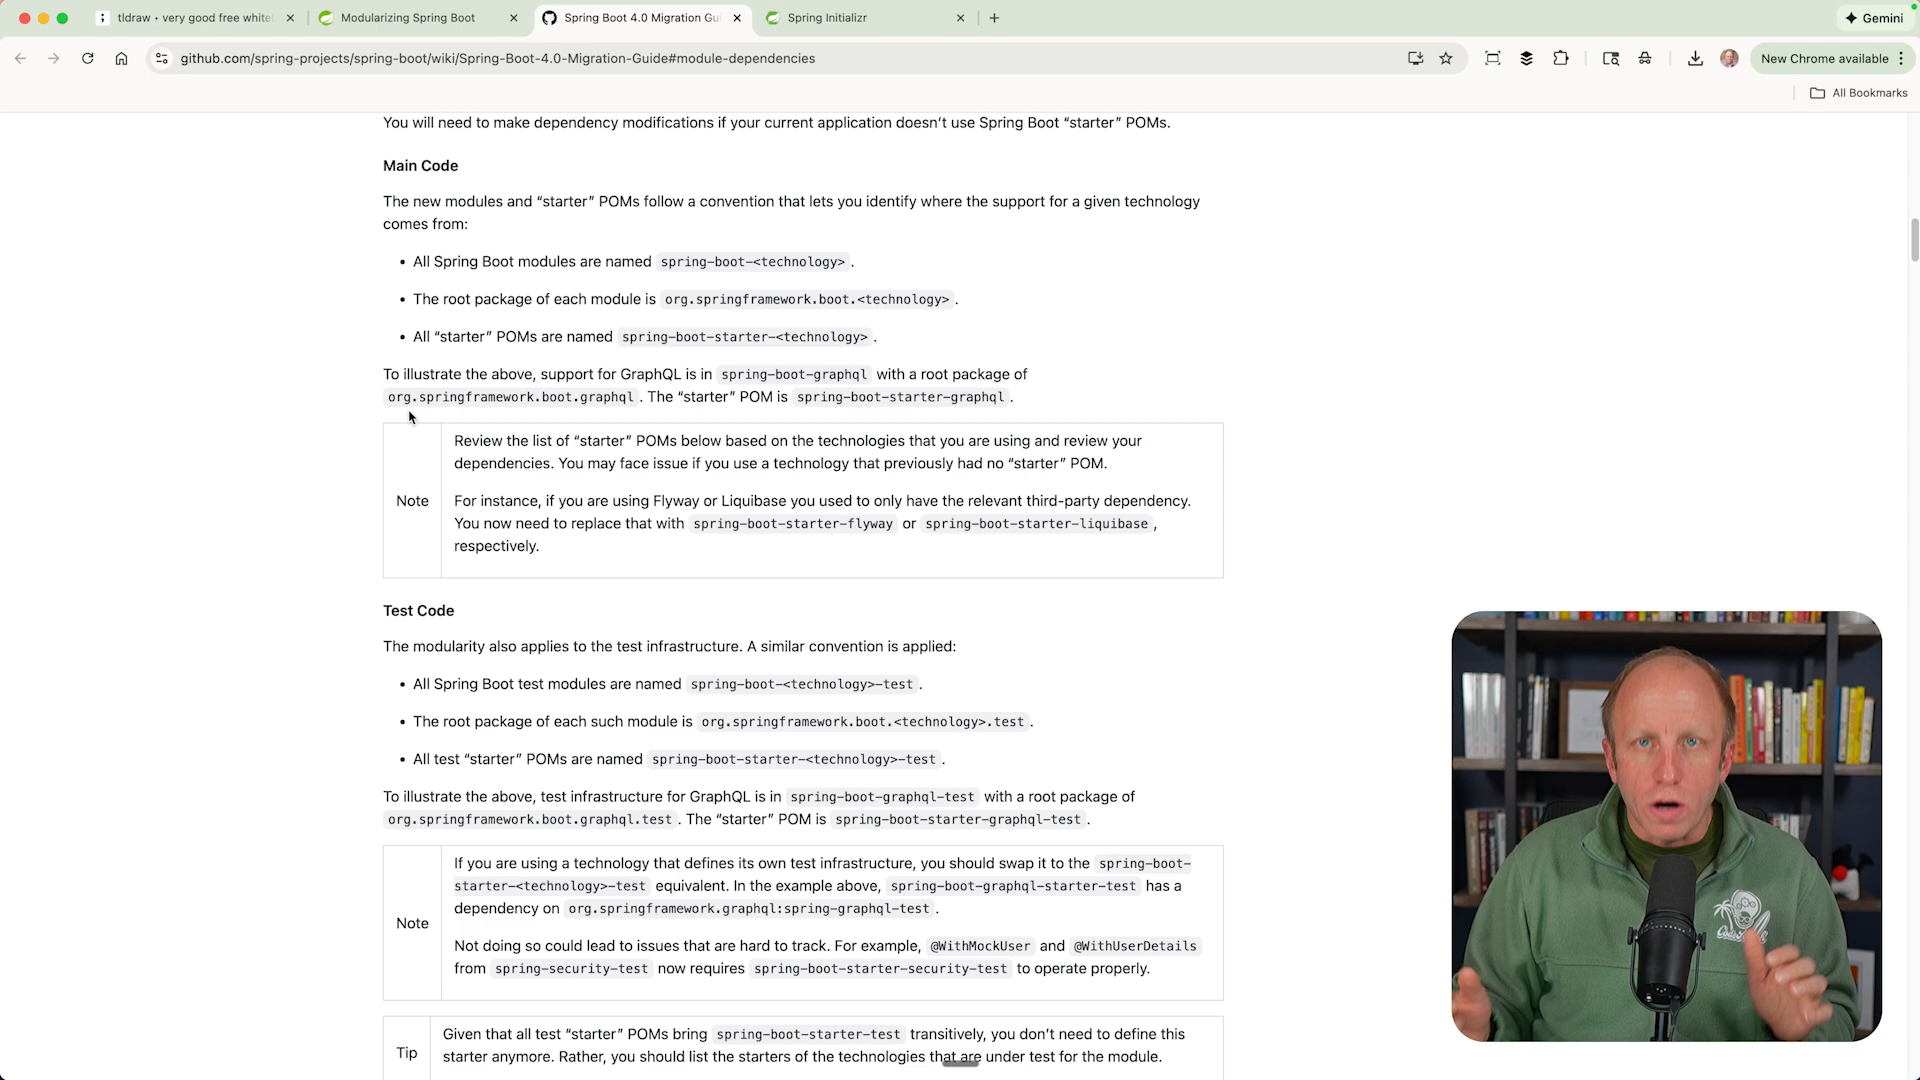 tldraw • very good free white
Modularizing Spring Boot
Spring Boot 4.0 Migration Gui
Spring Initializr
Gemini
github.com/spring-projects/spring-boot/wiki/Spring-Boot-4.0-Migration-Guide#module-dependencies
New Chrome available
All Bookmarks
You will need to make dependency modifications if your current application doesn’t use Spring Boot “starter” POMs.
Main Code
The new modules and “starter” POMs follow a convention that lets you identify where the support for a given technology
comes from:
• All Spring Boot modules are named spring-boot-<technology> .
• The root package of each module is org.springframework.boot.<technology> .
• All “starter” POMs are named spring-boot-starter-<technology> .
To illustrate the above, support for GraphQL is in spring-boot-graphql with a root package of
org.springframework.boot.graphql . The “starter” POM is spring-boot-starter-graphql .
Review the list of “starter” POMs below based on the technologies that you are using and review your
dependencies. You may face issue if you use a technology that previously had no “starter” POM.
Note
For instance, if you are using Flyway or Liquibase you used to only have the relevant third-party dependency.
You now need to replace that with spring-boot-starter-flyway or spring-boot-starter-liquibase ,
respectively.
Test Code
The modularity also applies to the test infrastructure. A similar convention is applied:
• All Spring Boot test modules are named spring-boot-<technology>-test .
• The root package of each such module is org.springframework.boot.<technology>.test .
• All test “starter” POMs are named spring-boot-starter-<technology>-test .
To illustrate the above, test infrastructure for GraphQL is in spring-boot-graphql-test with a root package of
org.springframework.boot.graphql.test . The “starter” POM is spring-boot-starter-graphql-test .
If you are using a technology that defines its own test infrastructure, you should swap it to the spring-boot-
starter-<technology>-test equivalent. In the example above, spring-boot-graphql-starter-test has a
dependency on org.springframework.graphql:spring-graphql-test .
Note
Not doing so could lead to issues that are hard to track. For example, @WithMockUser and @WithUserDetails
from spring-security-test now requires spring-boot-starter-security-test to operate properly.
Given that all test “starter” POMs bring spring-boot-starter-test transitively, you don’t need to define this
Tip
starter anymore. Rather, you should list the starters of the technologies that are under test for the module.